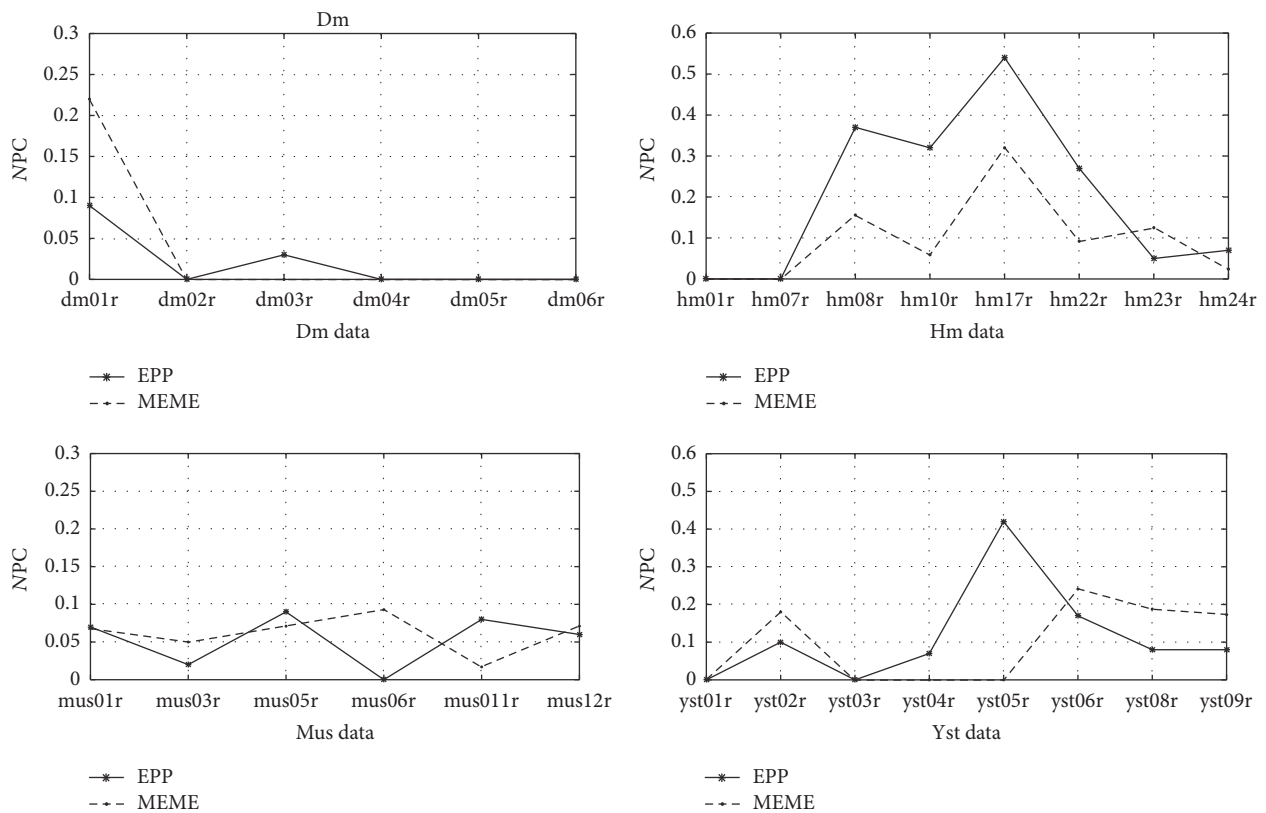 Dm
0.3
0.25
0.2
0.15
0.1
0.05
0
NPC
dm01r dm02r dm03r dm04r dm05r dm06r
Dm data
EPP
MEME
0.6
0.5
0.4
0.3
0.2
0.1
0
NPC
hm01r hm07r hm08r hm10r hm17r hm22r hm23r hm24r
Hm data
EPP
MEME
0.3
0.25
0.2
0.15
0.1
0.05
0
NPC
mus01r mus03r mus05r mus06r mus011r mus12r
Mus data
EPP
MEME
0.6
0.5
0.4
0.3
0.2
0.1
0
NPC
yst01r yst02r yst03r yst04r yst05r yst06r yst08r yst09r
Yst data
EPP
MEME